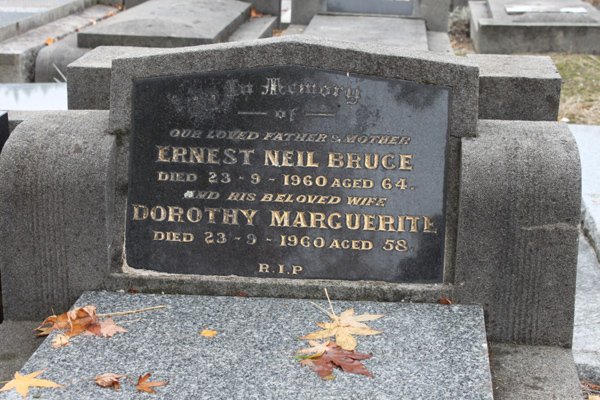 In Memory
— of —
OUR LOVED FATHER & MOTHER
ERNEST NEIL BRUCE
DIED 23 - 9 - 1960 AGED 64.
AND HIS BELOVED WIFE
DOROTHY MARGUERITE
DIED 23 - 9 - 1960 AGED 58.
R.I.P